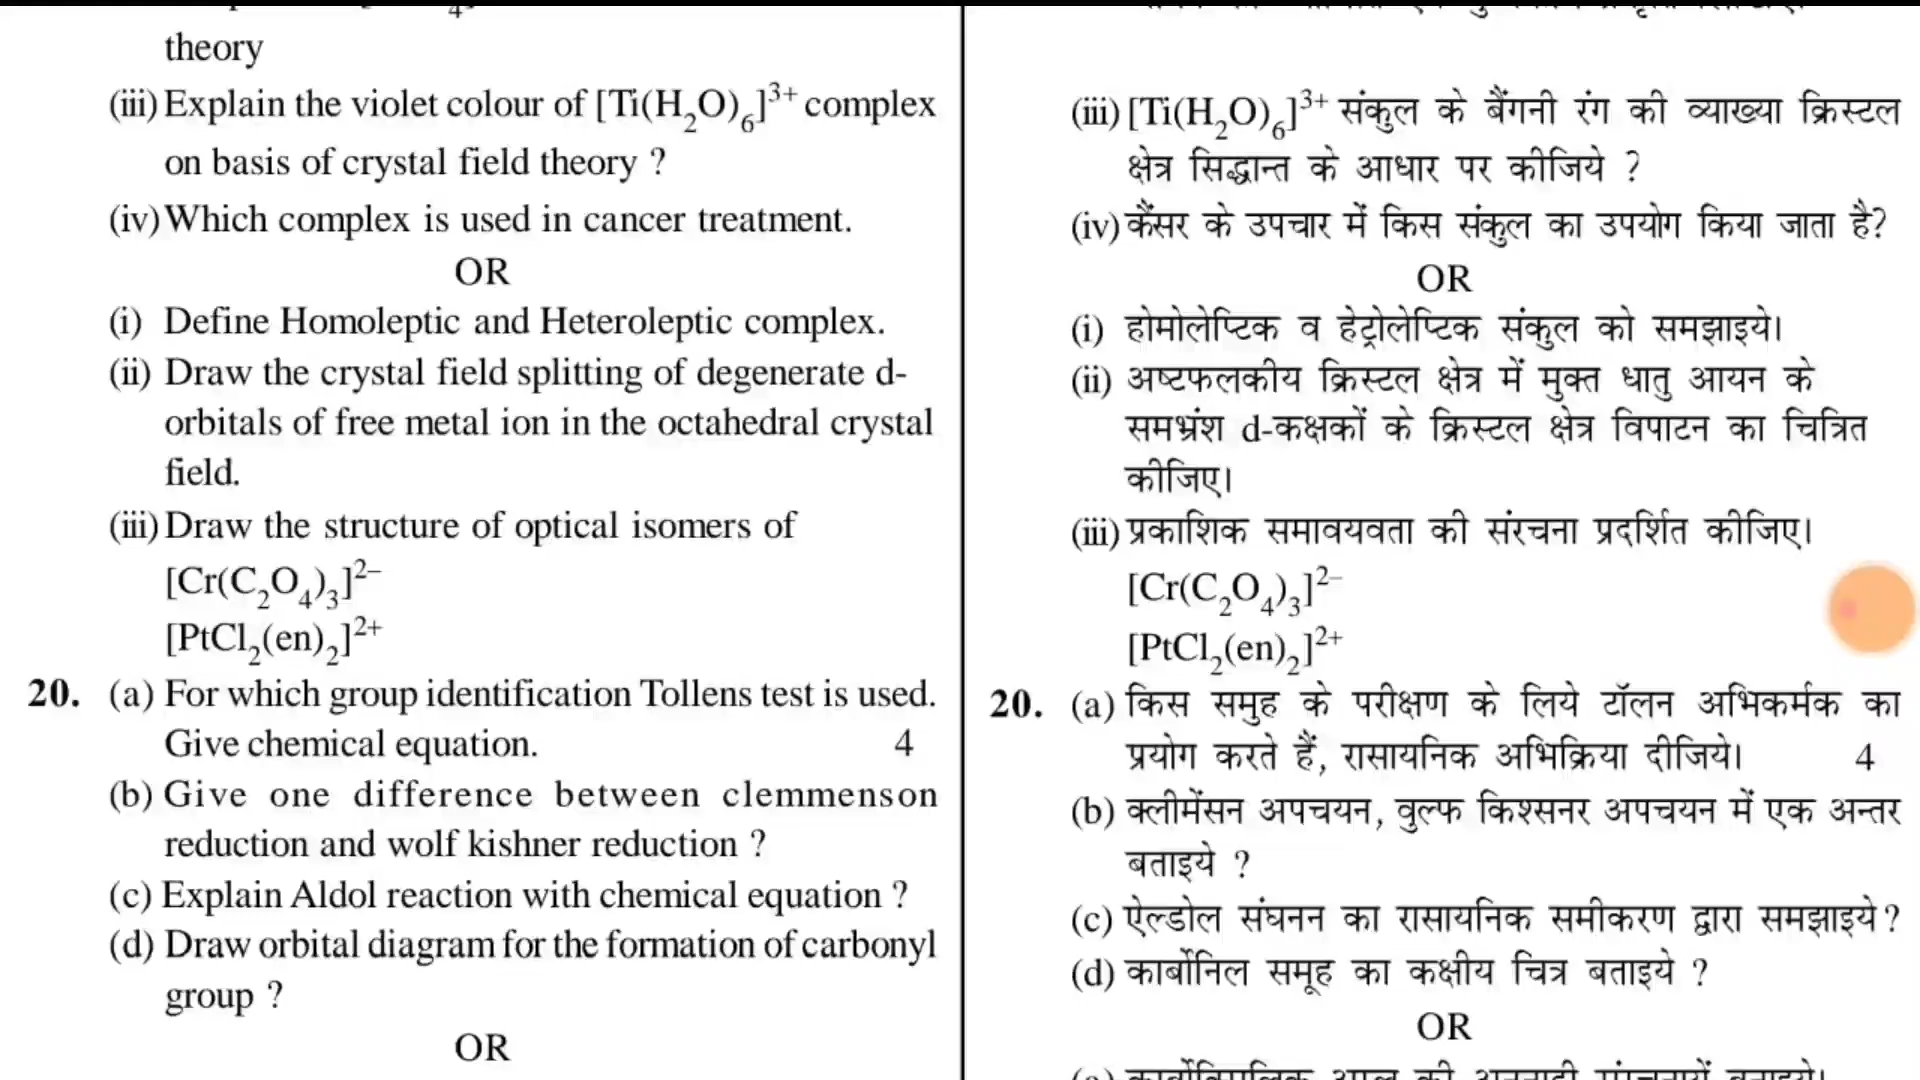 theory
(iii) Explain the violet colour of [Ti(H₂O)₆]³⁺ complex
on basis of crystal field theory ?
(iv) Which complex is used in cancer treatment.
OR
(i) Define Homoleptic and Heteroleptic complex.
(ii) Draw the crystal field splitting of degenerate d-
orbitals of free metal ion in the octahedral crystal
field.
(iii) Draw the structure of optical isomers of
[Cr(C₂O₄)₃]²⁻
[PtCl₂(en)₂]²⁺
20. (a) For which group identification Tollens test is used.
Give chemical equation. 4
(b) Give one difference between clemmenson
reduction and wolf kishner reduction ?
(c) Explain Aldol reaction with chemical equation ?
(d) Draw orbital diagram for the formation of carbonyl
group ?
OR
(iii) [Ti(H₂O)₆]³⁺ संकुल के बैंगनी रंग की व्याख्या क्रिस्टल
क्षेत्र सिद्धान्त के आधार पर कीजिये ?
(iv) कैंसर के उपचार में किस संकुल का उपयोग किया जाता है?
OR
(i) होमोलेप्टिक व हेट्रोलेप्टिक संकुल को समझाइये।
(ii) अष्टफलकीय क्रिस्टल क्षेत्र में मुक्त धातु आयन के
समभ्रंश d-कक्षकों के क्रिस्टल क्षेत्र विपाटन का चित्रित
कीजिए।
(iii) प्रकाशिक समावयवता की संरचना प्रदर्शित कीजिए।
[Cr(C₂O₄)₃]²⁻
[PtCl₂(en)₂]²⁺
20. (a) किस समुह के परीक्षण के लिये टॉलन अभिकर्मक का
प्रयोग करते हैं, रासायनिक अभिक्रिया दीजिये। 4
(b) क्लीमेंसन अपचयन, वुल्फ किश्सनर अपचयन में एक अन्तर
बताइये ?
(c) ऐल्डोल संघनन का रासायनिक समीकरण द्वारा समझाइये?
(d) कार्बोनिल समूह का कक्षीय चित्र बताइये ?
OR